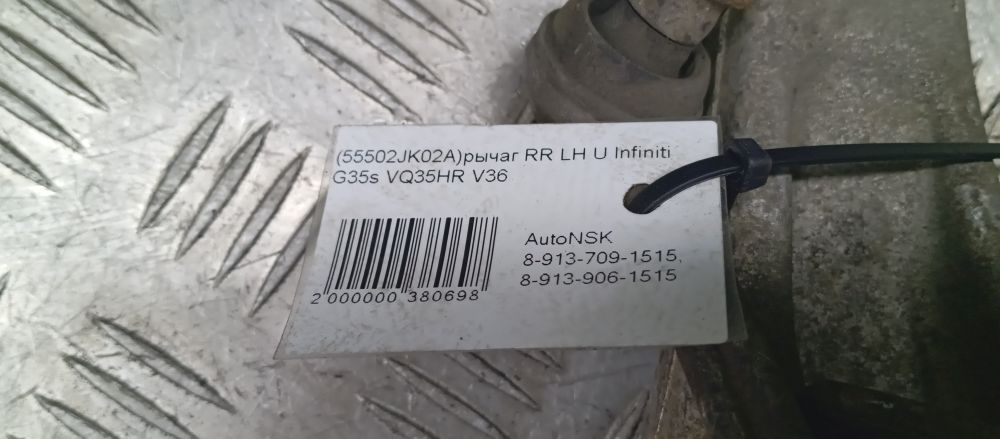 (55502JK02A)рычаг RR LH U Infiniti
G35s VQ35HR V36
AutoNSK
8-913-709-1515,
8-913-906-1515
2 000000 380698